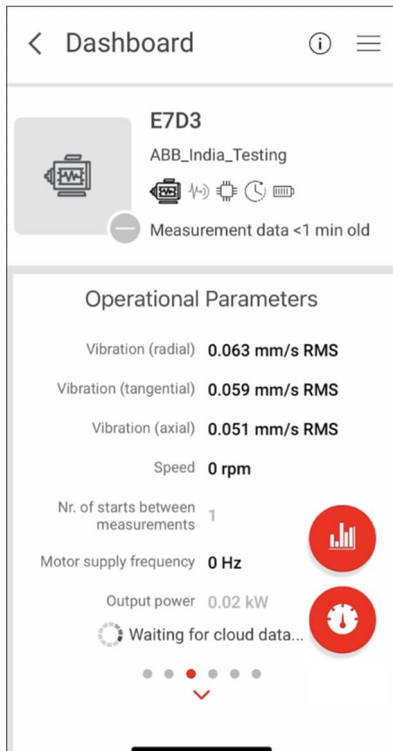 Dashboard
E7D3
ABB_India_Testing
Measurement data <1 min old
Operational Parameters
Vibration (radial) 0.063 mm/s RMS
Vibration (tangential) 0.059 mm/s RMS
Vibration (axial) 0.051 mm/s RMS
Speed 0 rpm
Nr. of starts between
measurements 1
Motor supply frequency 0 Hz
Output power 0.02 kW
Waiting for cloud data...